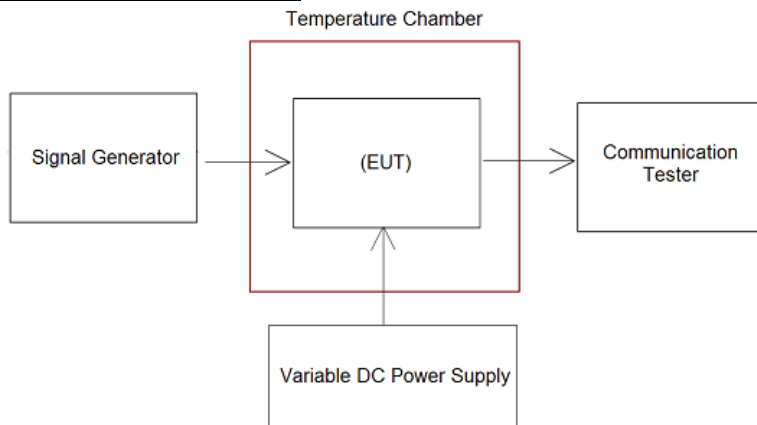 Temperature Chamber
Signal Generator
(EUT)
Communication
Tester
Variable DC Power Supply